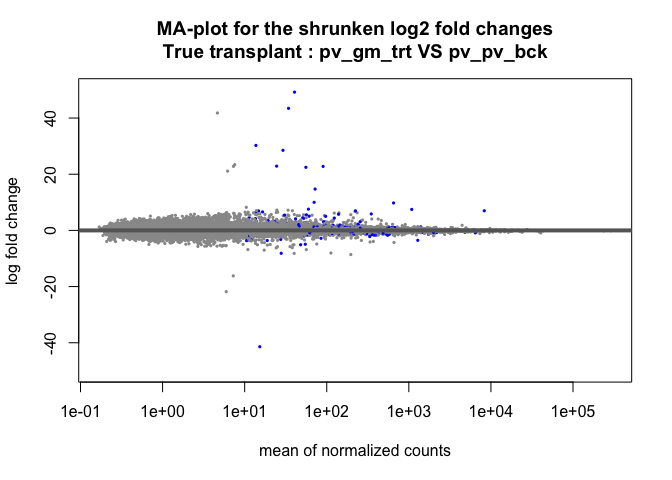 MA-plot for the shrunken log2 fold changes
True transplant : pv_gm_trt VS pv_pv_bck
log fold change
40
20
0
-20
-40
1e-01 1e+00 1e+01 1e+02 1e+03 1e+04 1e+05
mean of normalized counts